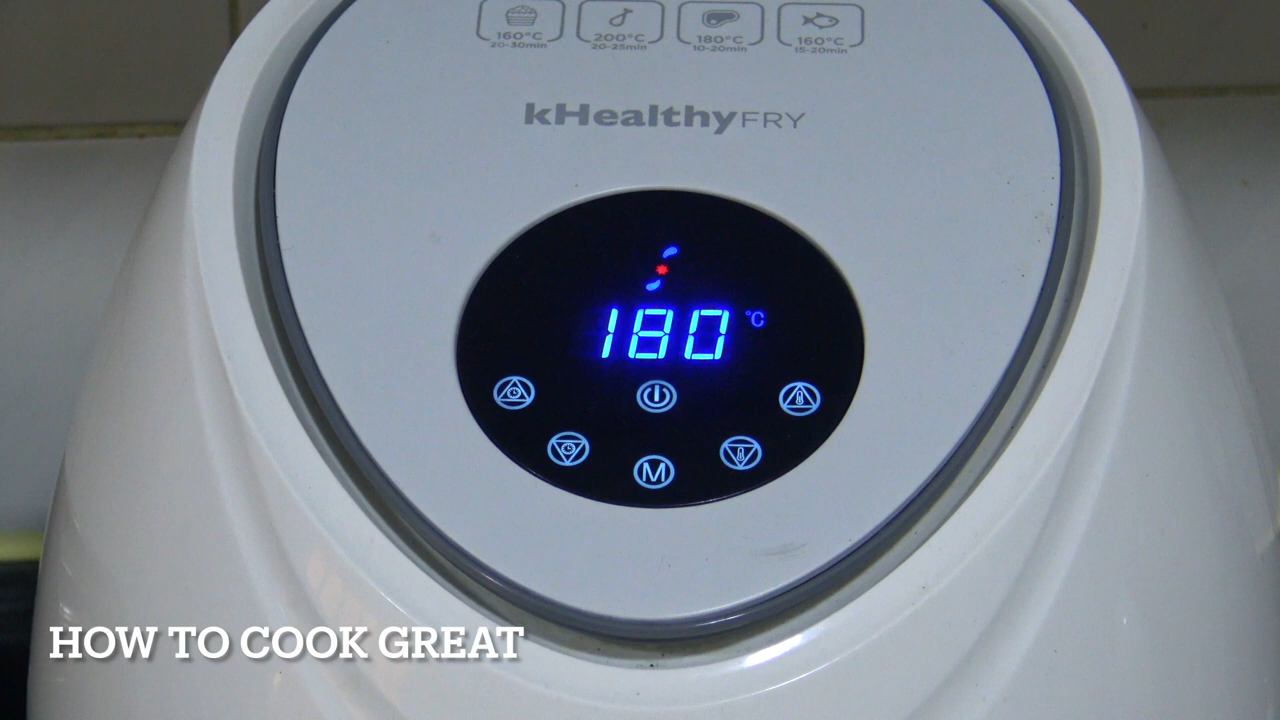 160°C 200°C 180°C 160°C
20-30min 20-25min 10-20min 15-20min
kHealthyFRY
180 °C
M
HOW TO COOK GREAT